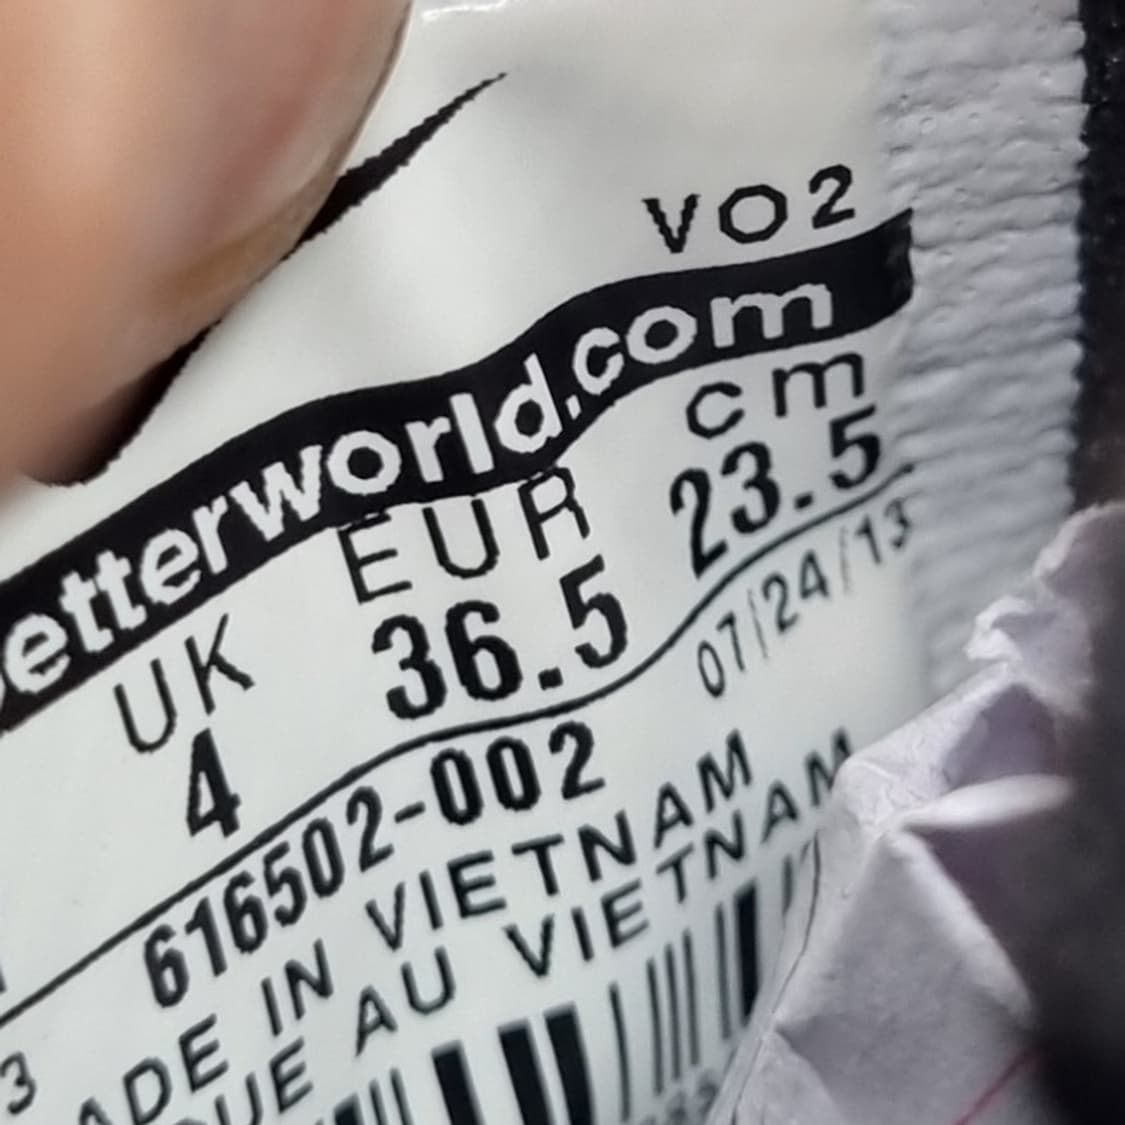 VO2
etterworld.com
UK EUR cm
4 36.5 23.5
07/24/13
616502-002
ADE IN VIETNAM
QUE AU VIETNAM
3